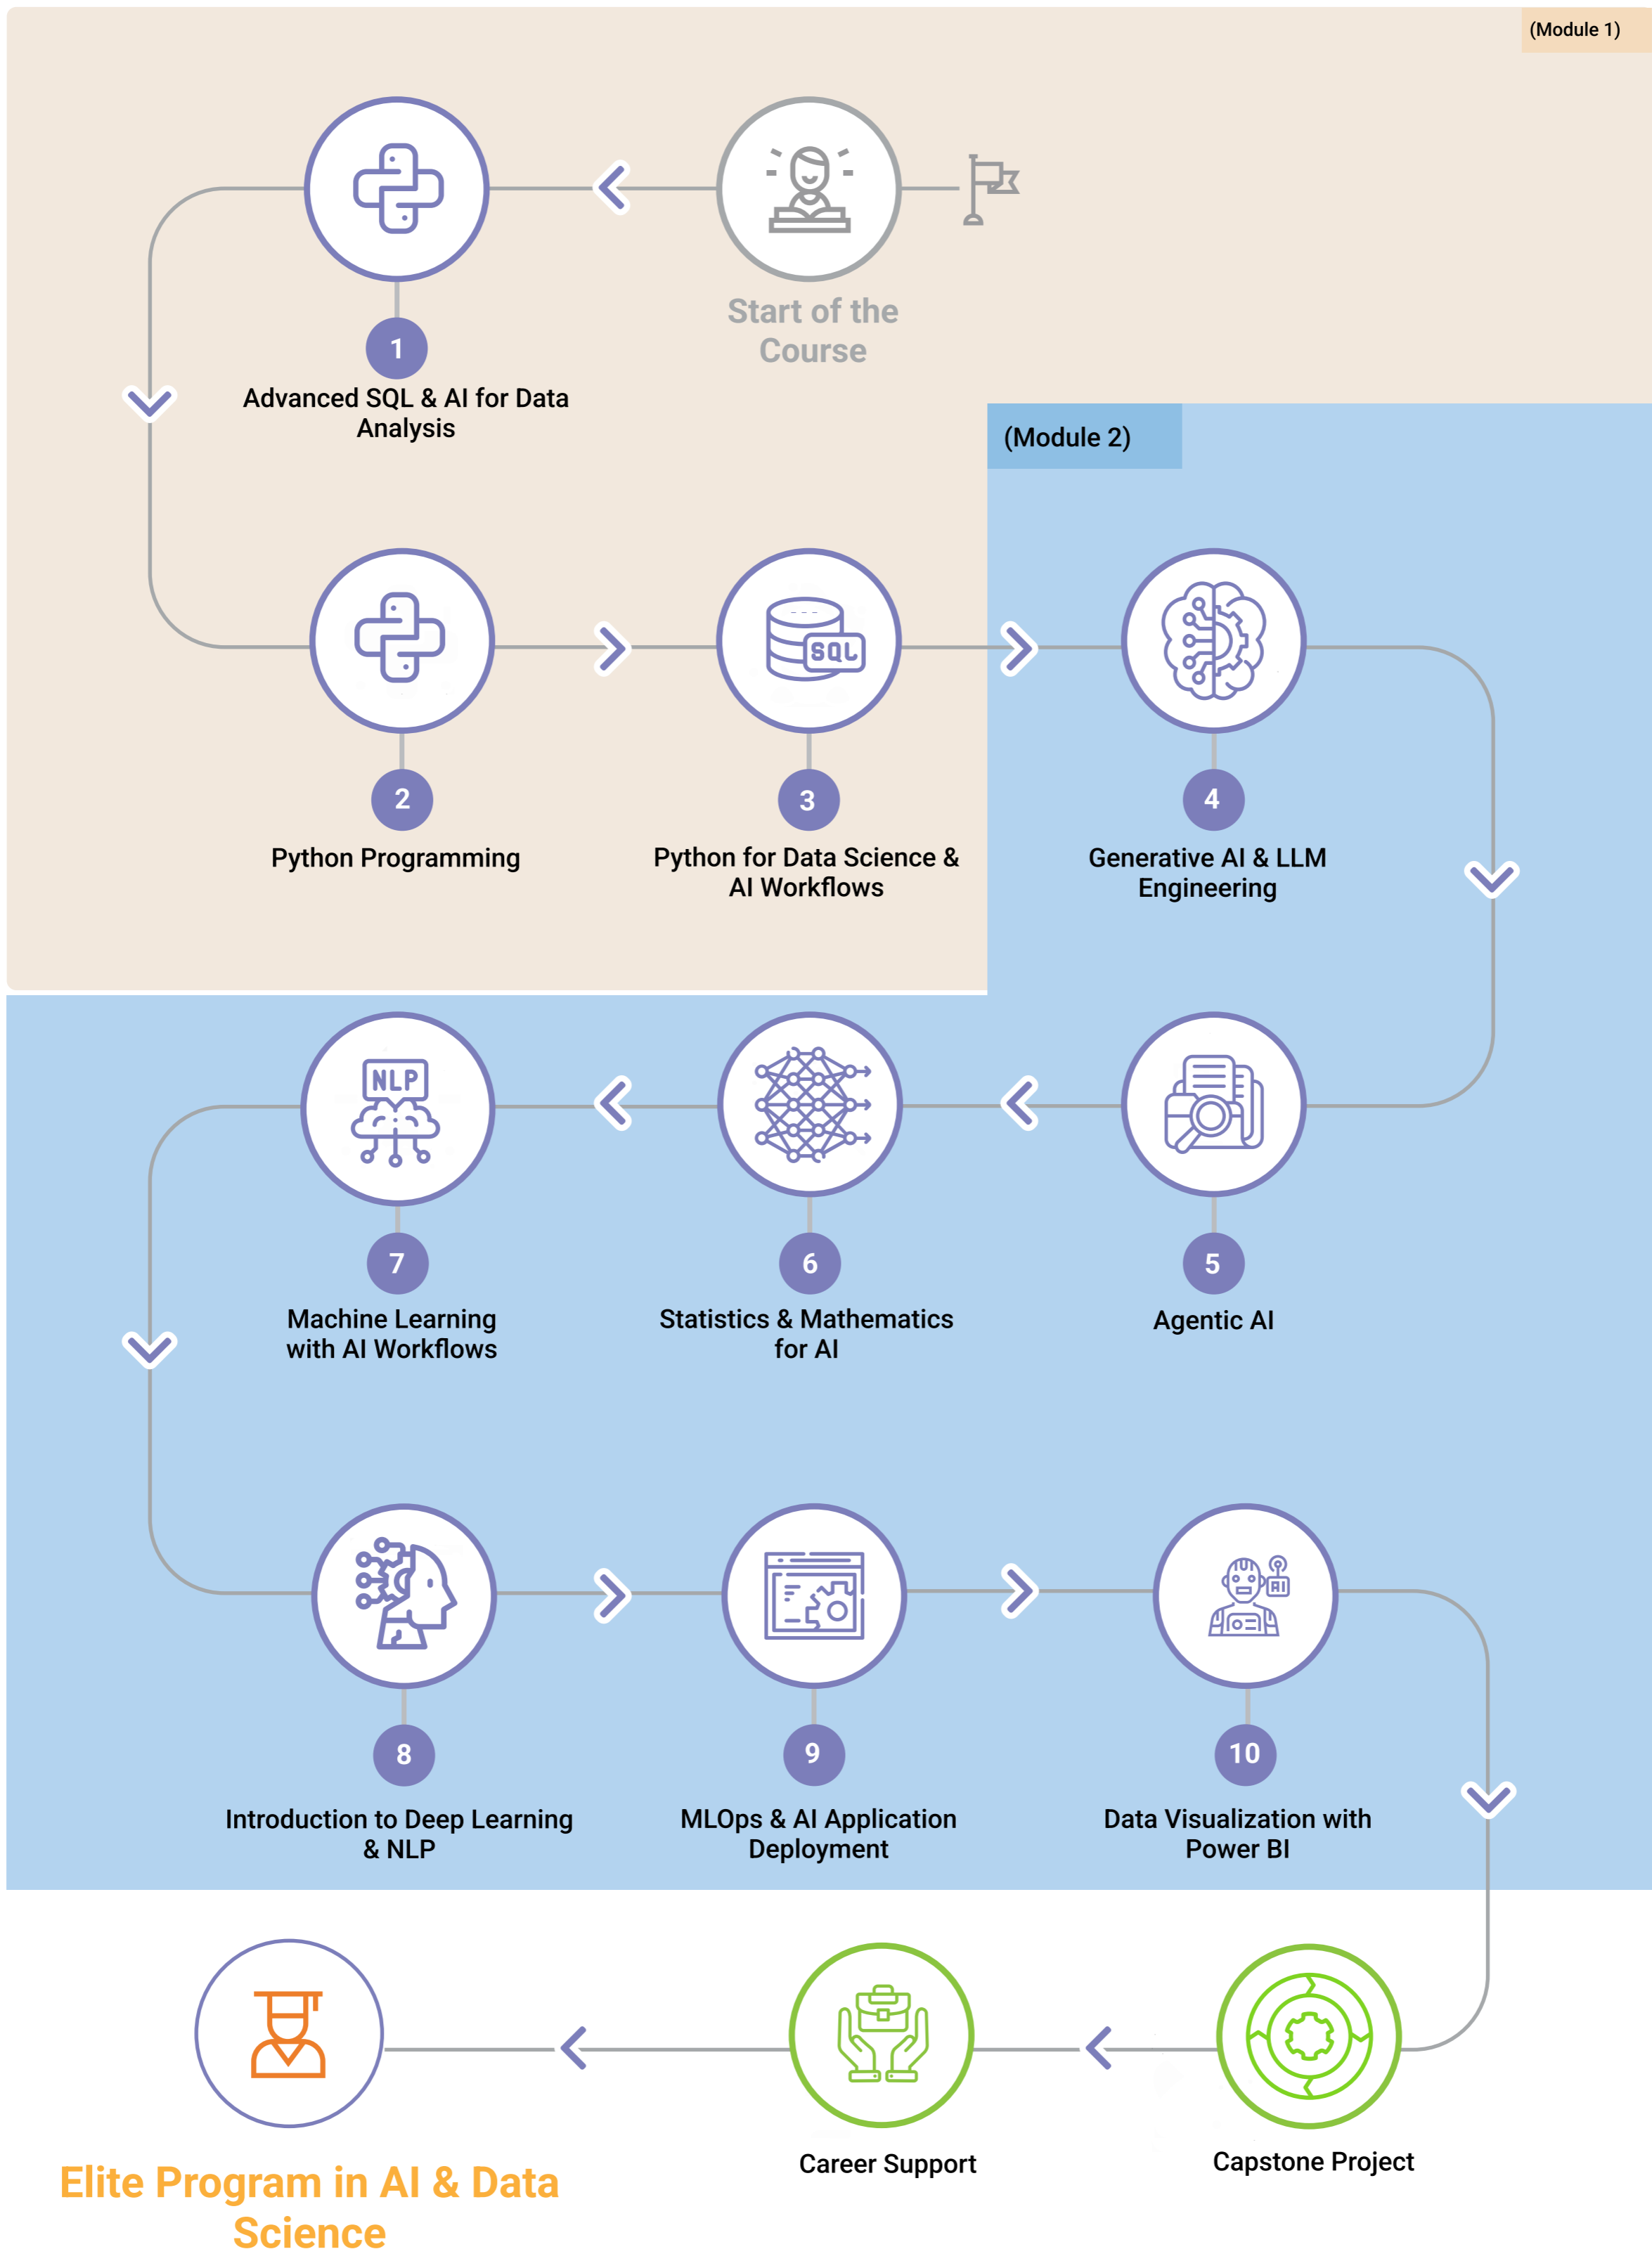 (Module 1)
Start of the
Course
1
Advanced SQL & AI for Data
Analysis
(Module 2)
2
Python Programming
SQL
3
Python for Data Science &
AI Workflows
4
Generative AI & LLM
Engineering
5
Agentic AI
6
Statistics & Mathematics
for AI
NLP
7
Machine Learning
with AI Workflows
8
Introduction to Deep Learning
& NLP
9
MLOps & AI Application
Deployment
AI
10
Data Visualization with
Power BI
Capstone Project
Career Support
Elite Program in AI & Data
Science